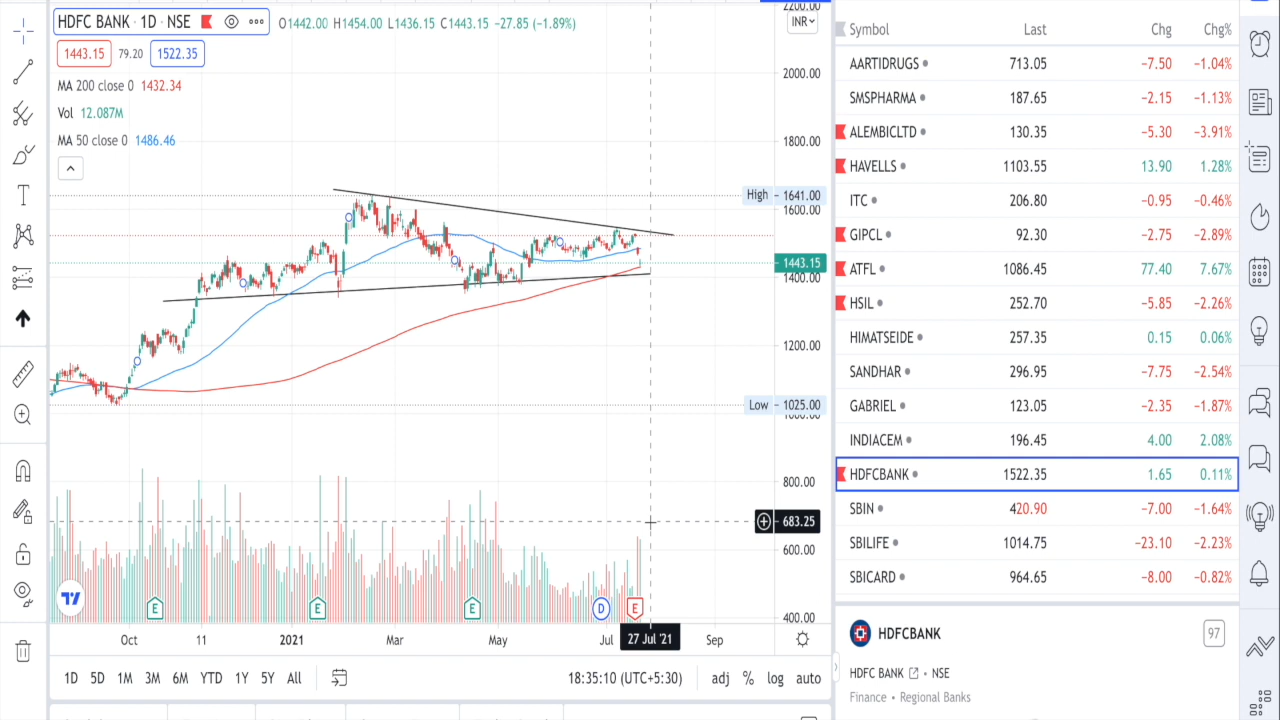 HDFC BANK · 1D · NSE O1442.00 H1454.00 L1436.15 C1443.15 −27.85 (−1.89%)
1443.15 79.20 1522.35
MA 200 close 0 1432.34
Vol 12.087M
MA 50 close 0 1486.46
INR
2200.00
2000.00
1800.00
High 1641.00
1600.00
1443.15
1400.00
1200.00
Low 1025.00
1000.00
800.00
683.25
600.00
400.00
E E E D E
Oct 11 2021 Mar May Jul 27 Jul '21 Sep
1D 5D 1M 3M 6M YTD 1Y 5Y All 18:35:10 (UTC+5:30) adj % log auto
Symbol Last Chg Chg%
AARTIDRUGS 713.05 −7.50 −1.04%
SMSPHARMA 187.65 −2.15 −1.13%
ALEMBICLTD 130.35 −5.30 −3.91%
HAVELLS 1103.55 13.90 1.28%
ITC 206.80 −0.95 −0.46%
GIPCL 92.30 −2.75 −2.89%
ATFL 1086.45 77.40 7.67%
HSIL 252.70 −5.85 −2.26%
HIMATSEIDE 257.35 0.15 0.06%
SANDHAR 296.95 −7.75 −2.54%
GABRIEL 123.05 −2.35 −1.87%
INDIACEM 196.45 4.00 2.08%
HDFCBANK 1522.35 1.65 0.11%
SBIN 420.90 −7.00 −1.64%
SBILIFE 1014.75 −23.10 −2.23%
SBICARD 964.65 −8.00 −0.82%
HDFCBANK 97
HDFC BANK · NSE
Finance · Regional Banks